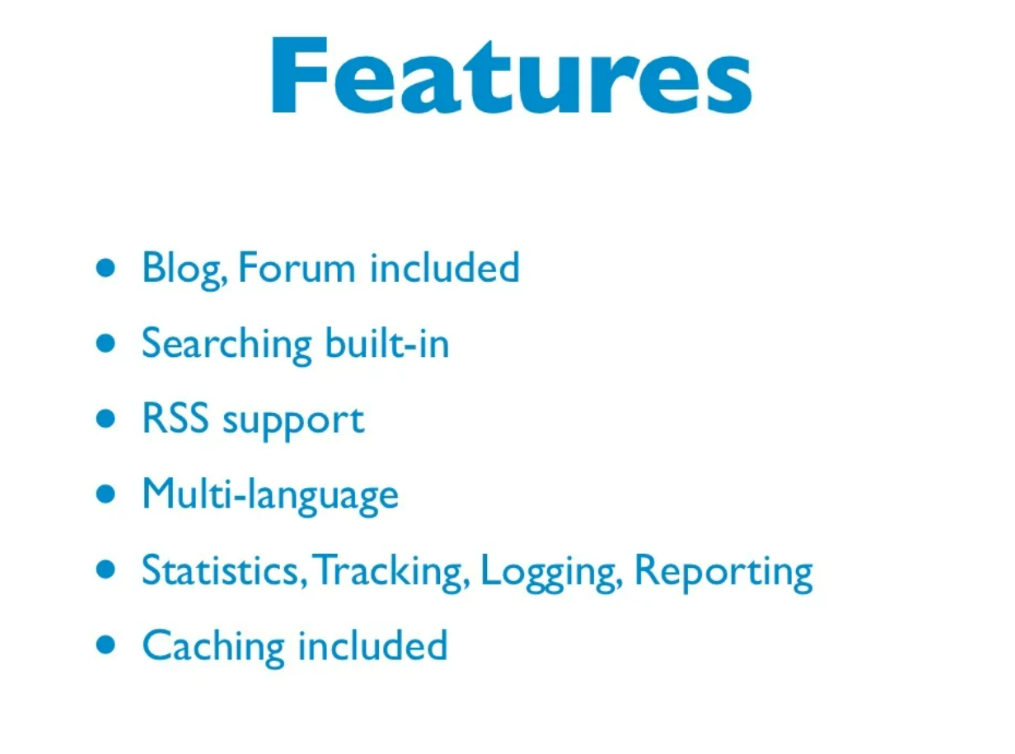 Features
• Blog, Forum included
• Searching built-in
• RSS support
• Multi-language
• Statistics, Tracking, Logging, Reporting
• Caching included